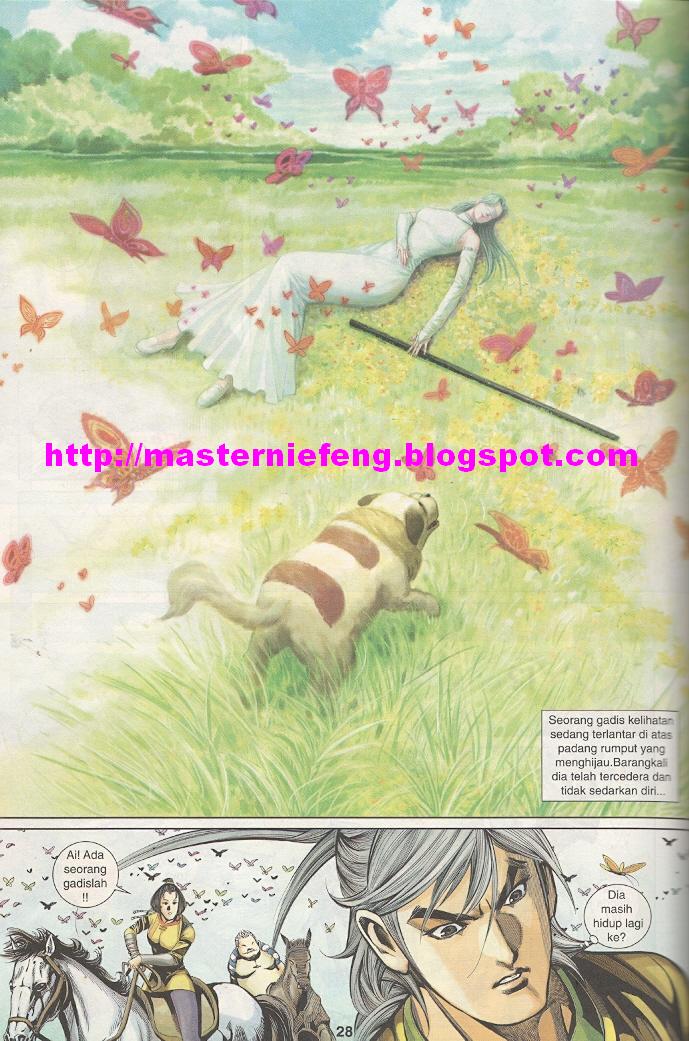 http://masterniefeng.blogspot.com
Seorang gadis kelihatan
sedang terlantar di atas
padang rumput yang
menghijau.Barangkali
dia telah tercedera dan
tidak sedarkan diri...
Ai! Ada
seorang
gadislah
!!
Dia
masih
hidup lagi
ke?
28